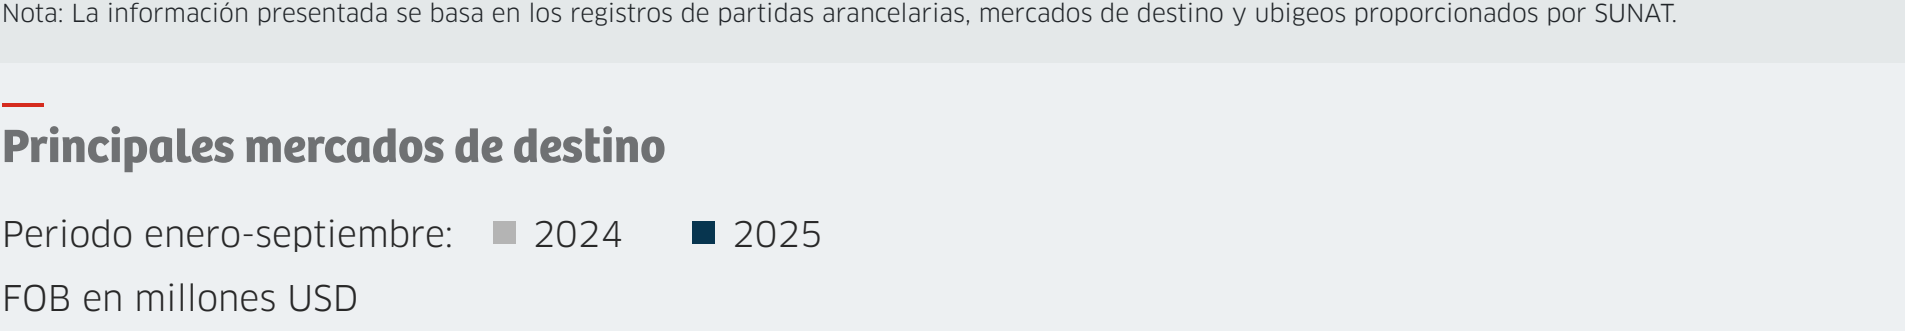 Nota: La información presentada se basa en los registros de partidas arancelarias, mercados de destino y ubigeos proporcionados por SUNAT.
Principales mercados de destino
Periodo enero-septiembre: 2024 2025
FOB en millones USD